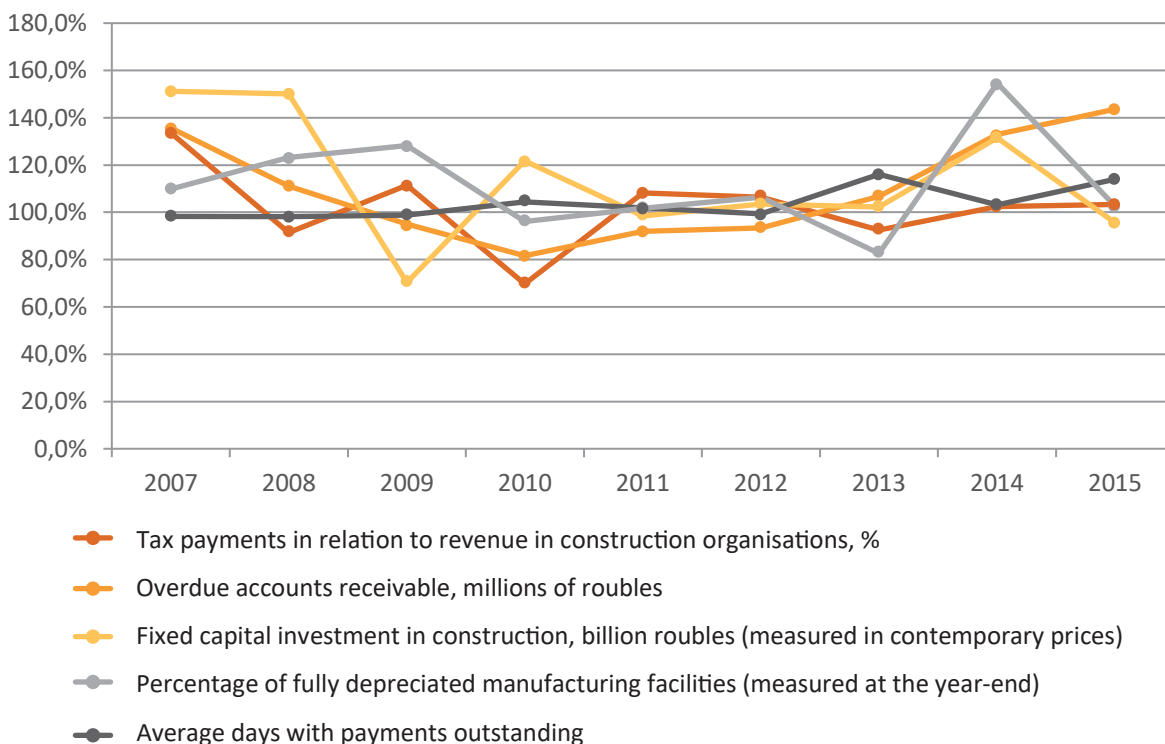 180,0%
160,0%
140,0%
120,0%
100,0%
80,0%
60,0%
40,0%
20,0%
0,0%
2007 2008 2009 2010 2011 2012 2013 2014 2015
Tax payments in relation to revenue in construction organisations, %
Overdue accounts receivable, millions of roubles
Fixed capital investment in construction, billion roubles (measured in contemporary prices)
Percentage of fully depreciated manufacturing facilities (measured at the year-end)
Average days with payments outstanding